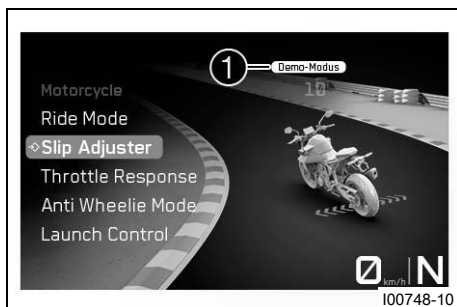 1
Demo-Modus
Motorcycle
10
Ride Mode
Slip Adjuster
Throttle Response
Anti Wheelie Mode
Launch Control
0 km/h N
I00748-10